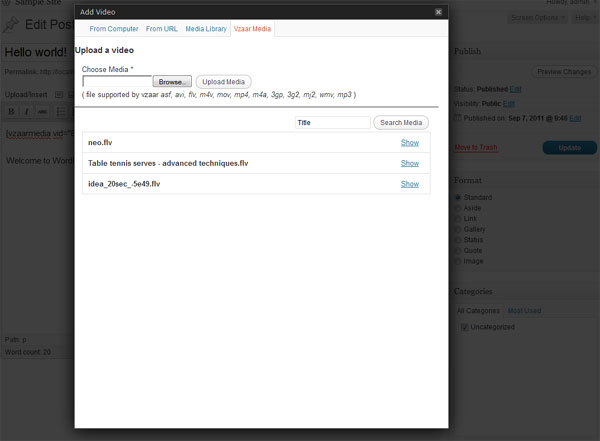 Sample Site
Howdy, admin
Add Video
Screen Options
Help
Edit Pos
From Computer From URL Media Library Vzaar Media
Hello world!
Upload a video
Publish
Permalink: http://local
Choose Media *
Browse... Upload Media
Preview Changes
Upload/Insert
( file supported by vzaar asf, avi, flv, m4v, mov, mp4, m4a, 3gp, 3g2, mj2, wmv, mp3 )
Status: Published Edit
Visibility: Public Edit
B I ABC
Title Search Media
Published on: Sep 7, 2011 @ 6:46 Edit
[vzaarmedia vid="8
neo.flv Show
Move to Trash Update
Welcome to Word
Table tennis serves - advanced techniques.flv Show
idea_20sec_-5e49.flv Show
Format
Standard
Aside
Link
Gallery
Status
Quote
Image
Categories
All Categories Most Used
Uncategorized
Path: p
Word count: 20